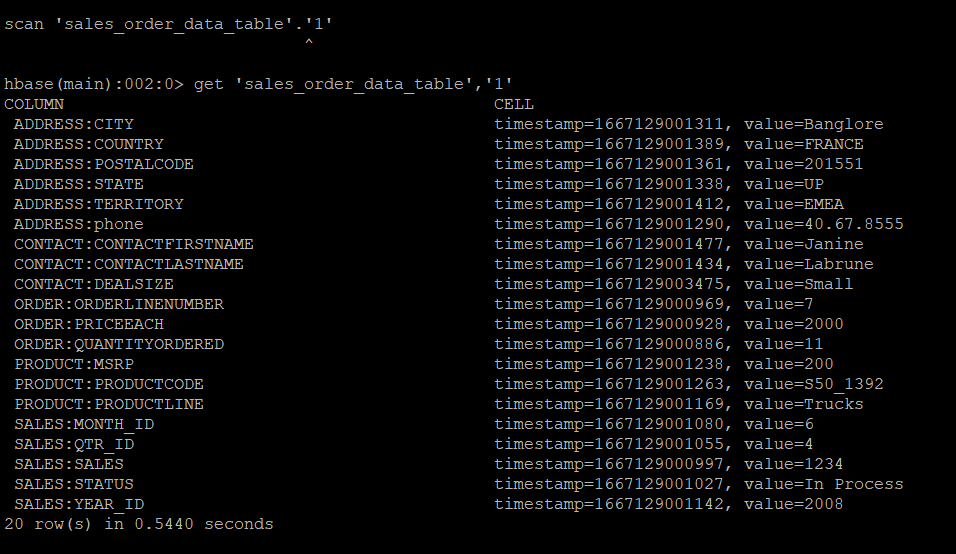 scan 'sales_order_data_table'.'1'
^
hbase(main):002:0> get 'sales_order_data_table','1'
COLUMN CELL
ADDRESS:CITY timestamp=1667129001311, value=Banglore
ADDRESS:COUNTRY timestamp=1667129001389, value=FRANCE
ADDRESS:POSTALCODE timestamp=1667129001361, value=201551
ADDRESS:STATE timestamp=1667129001338, value=UP
ADDRESS:TERRITORY timestamp=1667129001412, value=EMEA
ADDRESS:phone timestamp=1667129001290, value=40.67.8555
CONTACT:CONTACTFIRSTNAME timestamp=1667129001477, value=Janine
CONTACT:CONTACTLASTNAME timestamp=1667129001434, value=Labrune
CONTACT:DEALSIZE timestamp=1667129003475, value=Small
ORDER:ORDERLINENUMBER timestamp=1667129000969, value=7
ORDER:PRICEEACH timestamp=1667129000928, value=2000
ORDER:QUANTITYORDERED timestamp=1667129000886, value=11
PRODUCT:MSRP timestamp=1667129001238, value=200
PRODUCT:PRODUCTCODE timestamp=1667129001263, value=S50_1392
PRODUCT:PRODUCTLINE timestamp=1667129001169, value=Trucks
SALES:MONTH_ID timestamp=1667129001080, value=6
SALES:QTR_ID timestamp=1667129001055, value=4
SALES:SALES timestamp=1667129000997, value=1234
SALES:STATUS timestamp=1667129001027, value=In Process
SALES:YEAR_ID timestamp=1667129001142, value=2008
20 row(s) in 0.5440 seconds